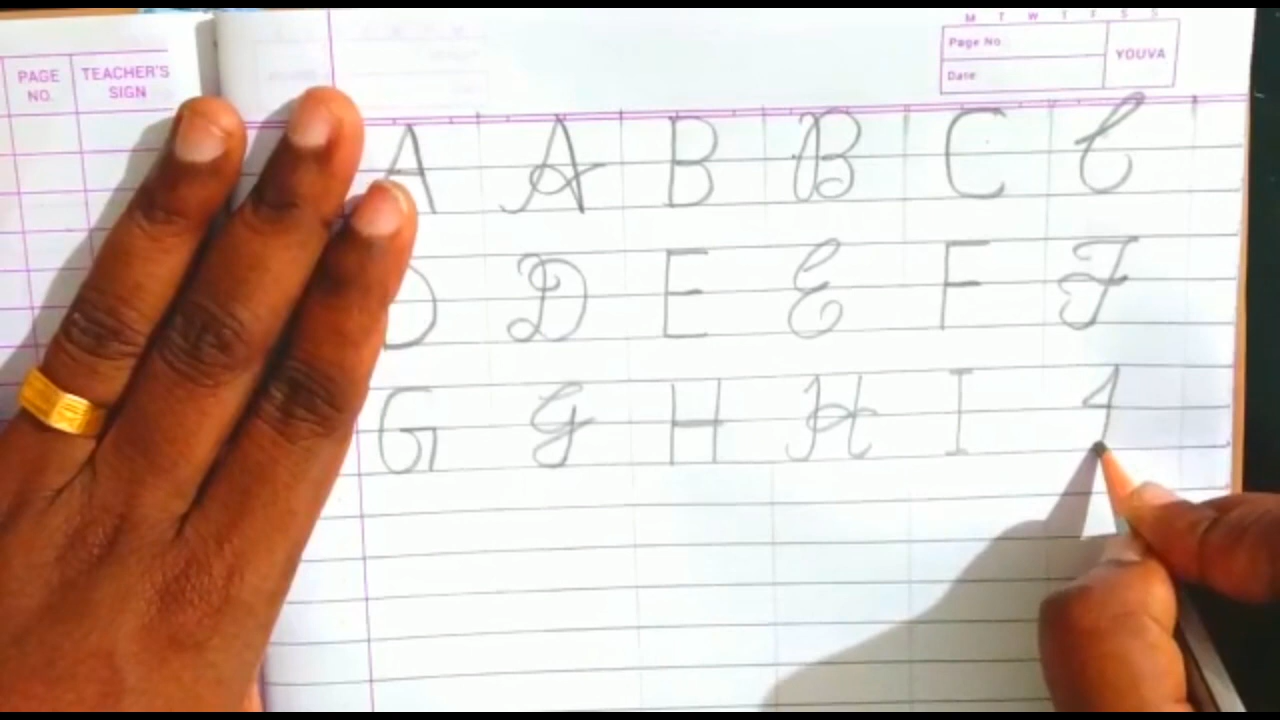 M T W T F S S
Page No.
YOUVA
Date
PAGE NO.
TEACHER'S SIGN
A A B B C C
D D E E F F
G G H H I